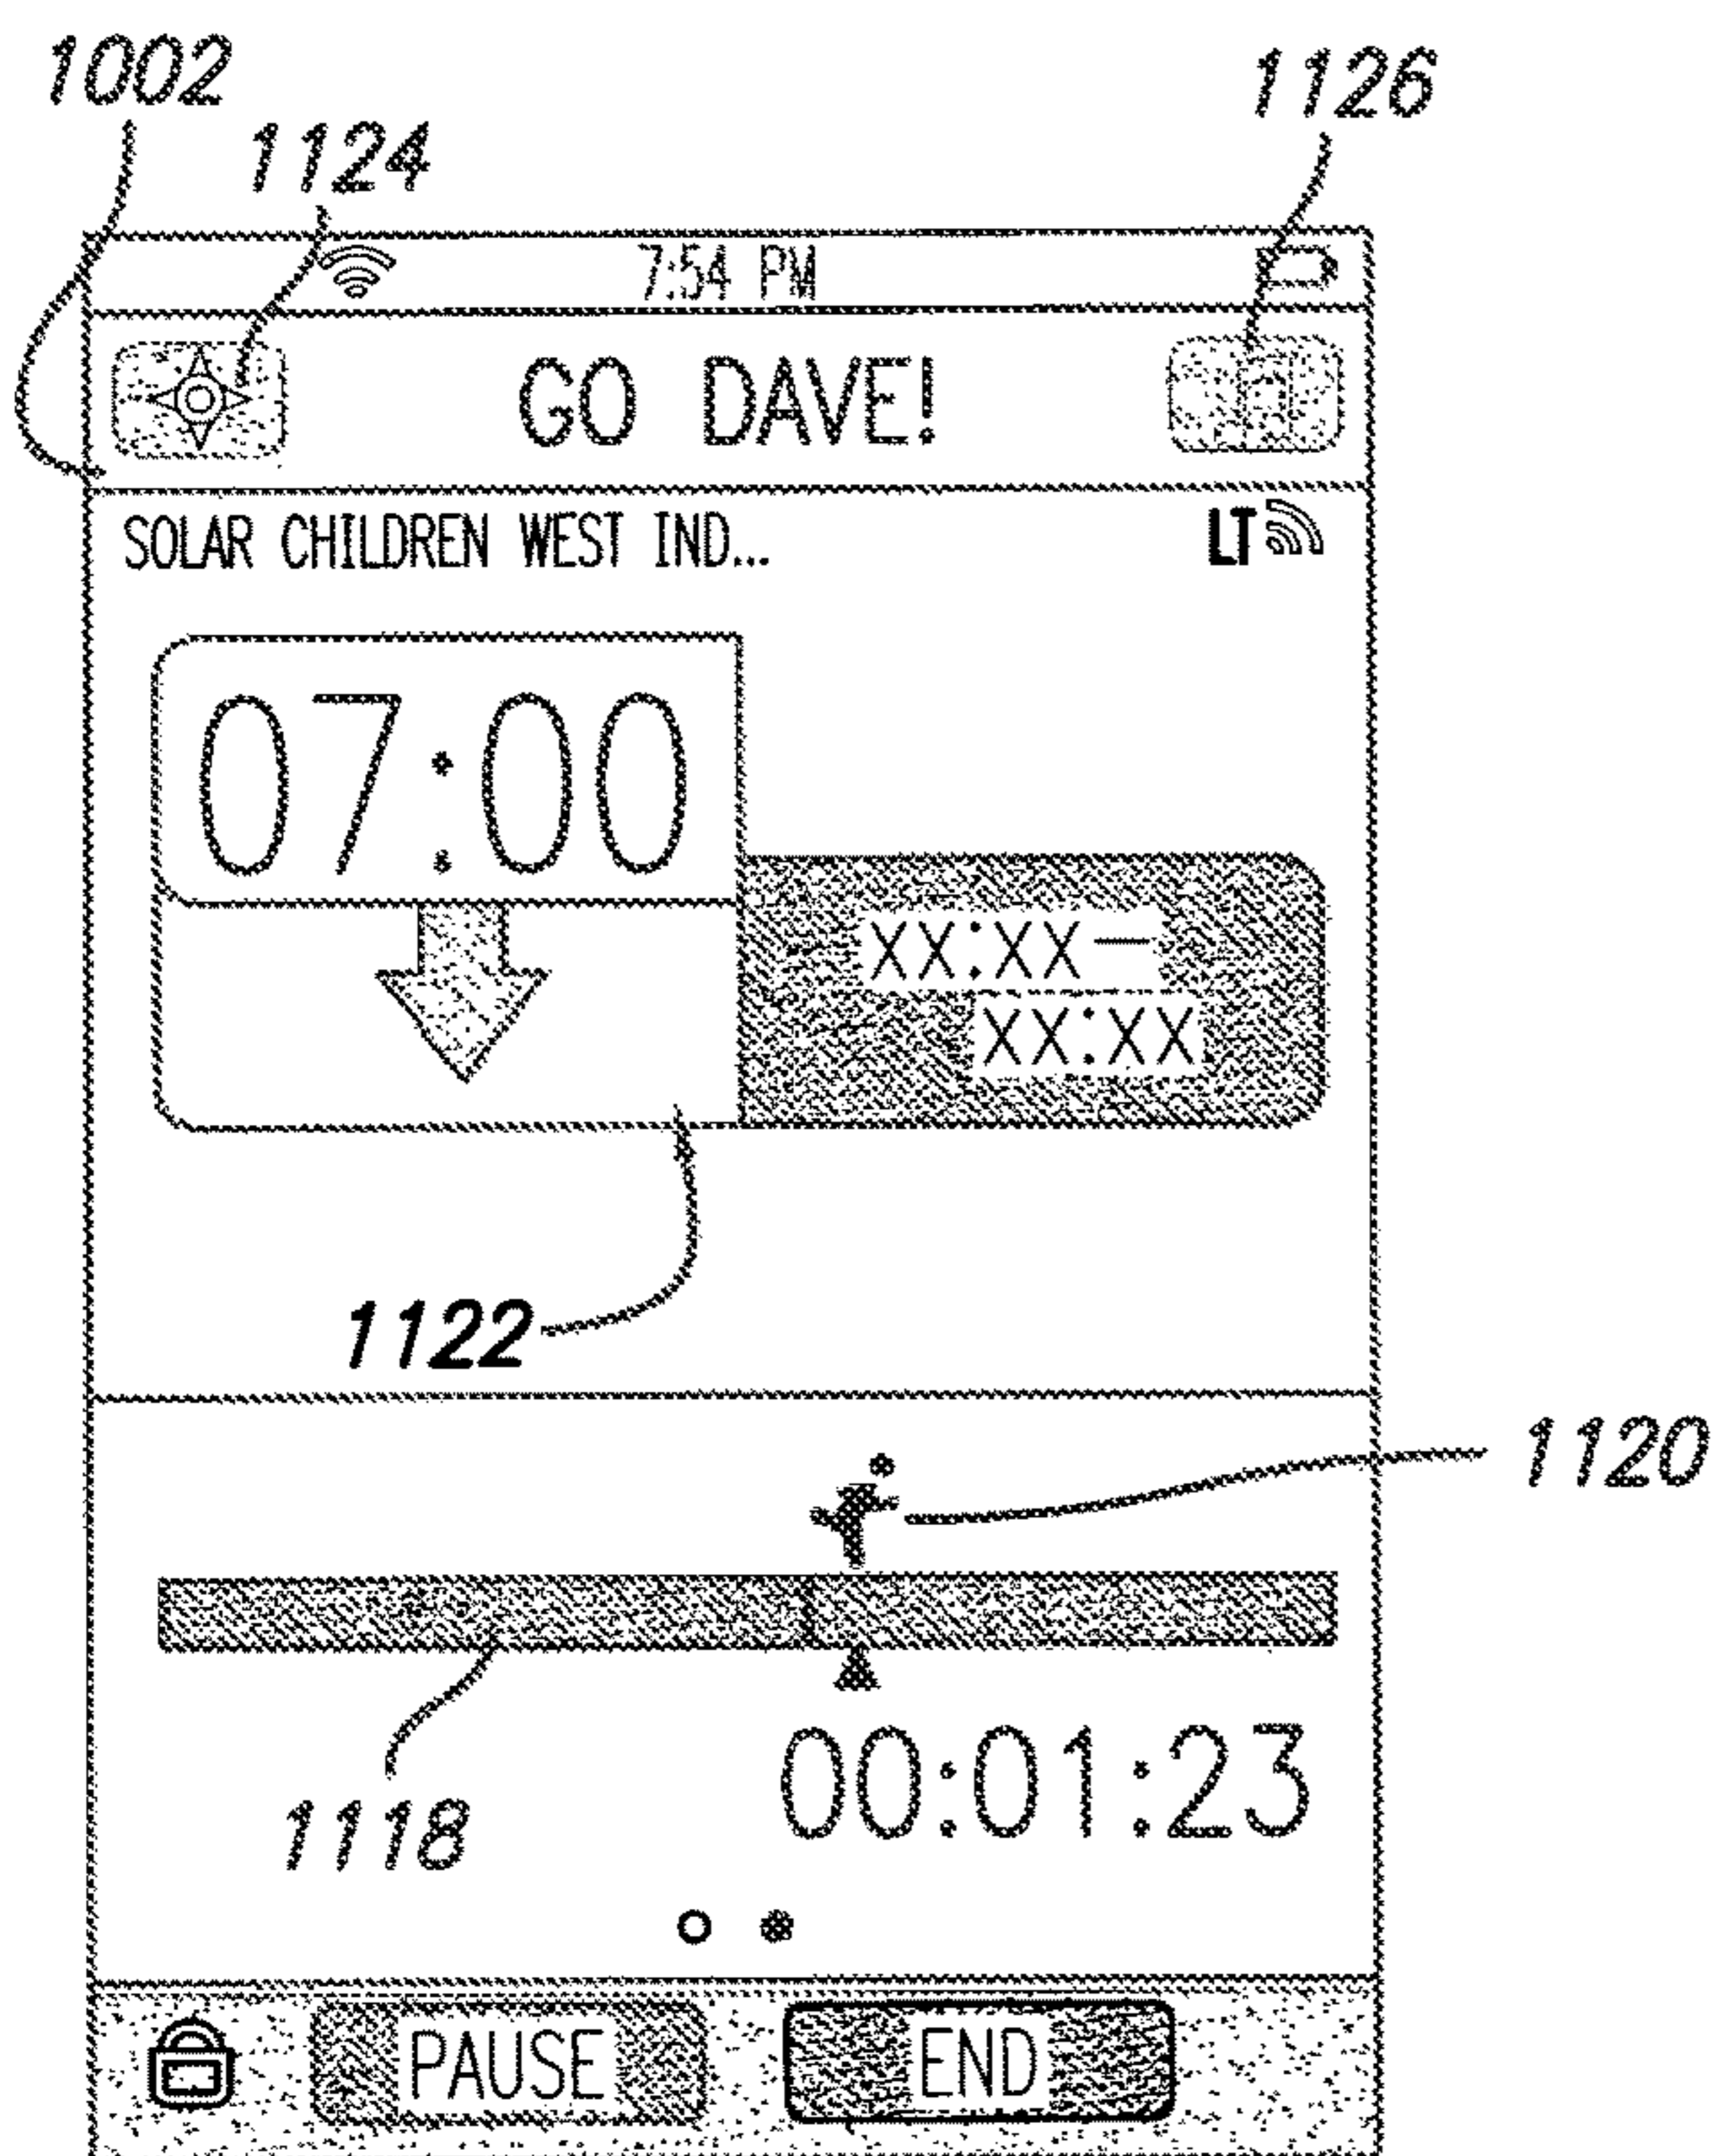 1002
1126
1124
7:54 PM
GO DAVE!
SOLAR CHILDREN WEST IND...
LT
07:00
XX:XX—
XX:XX
1122
1120
1118
00:01:23
PAUSE
END